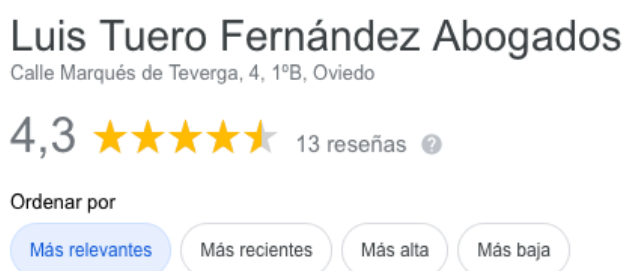 Luis Tuero Fernández Abogados
Calle Marqués de Teverga, 4, 1ºB, Oviedo
4,3 13 reseñas ?
Ordenar por
Más relevantes Más recientes Más alta Más baja